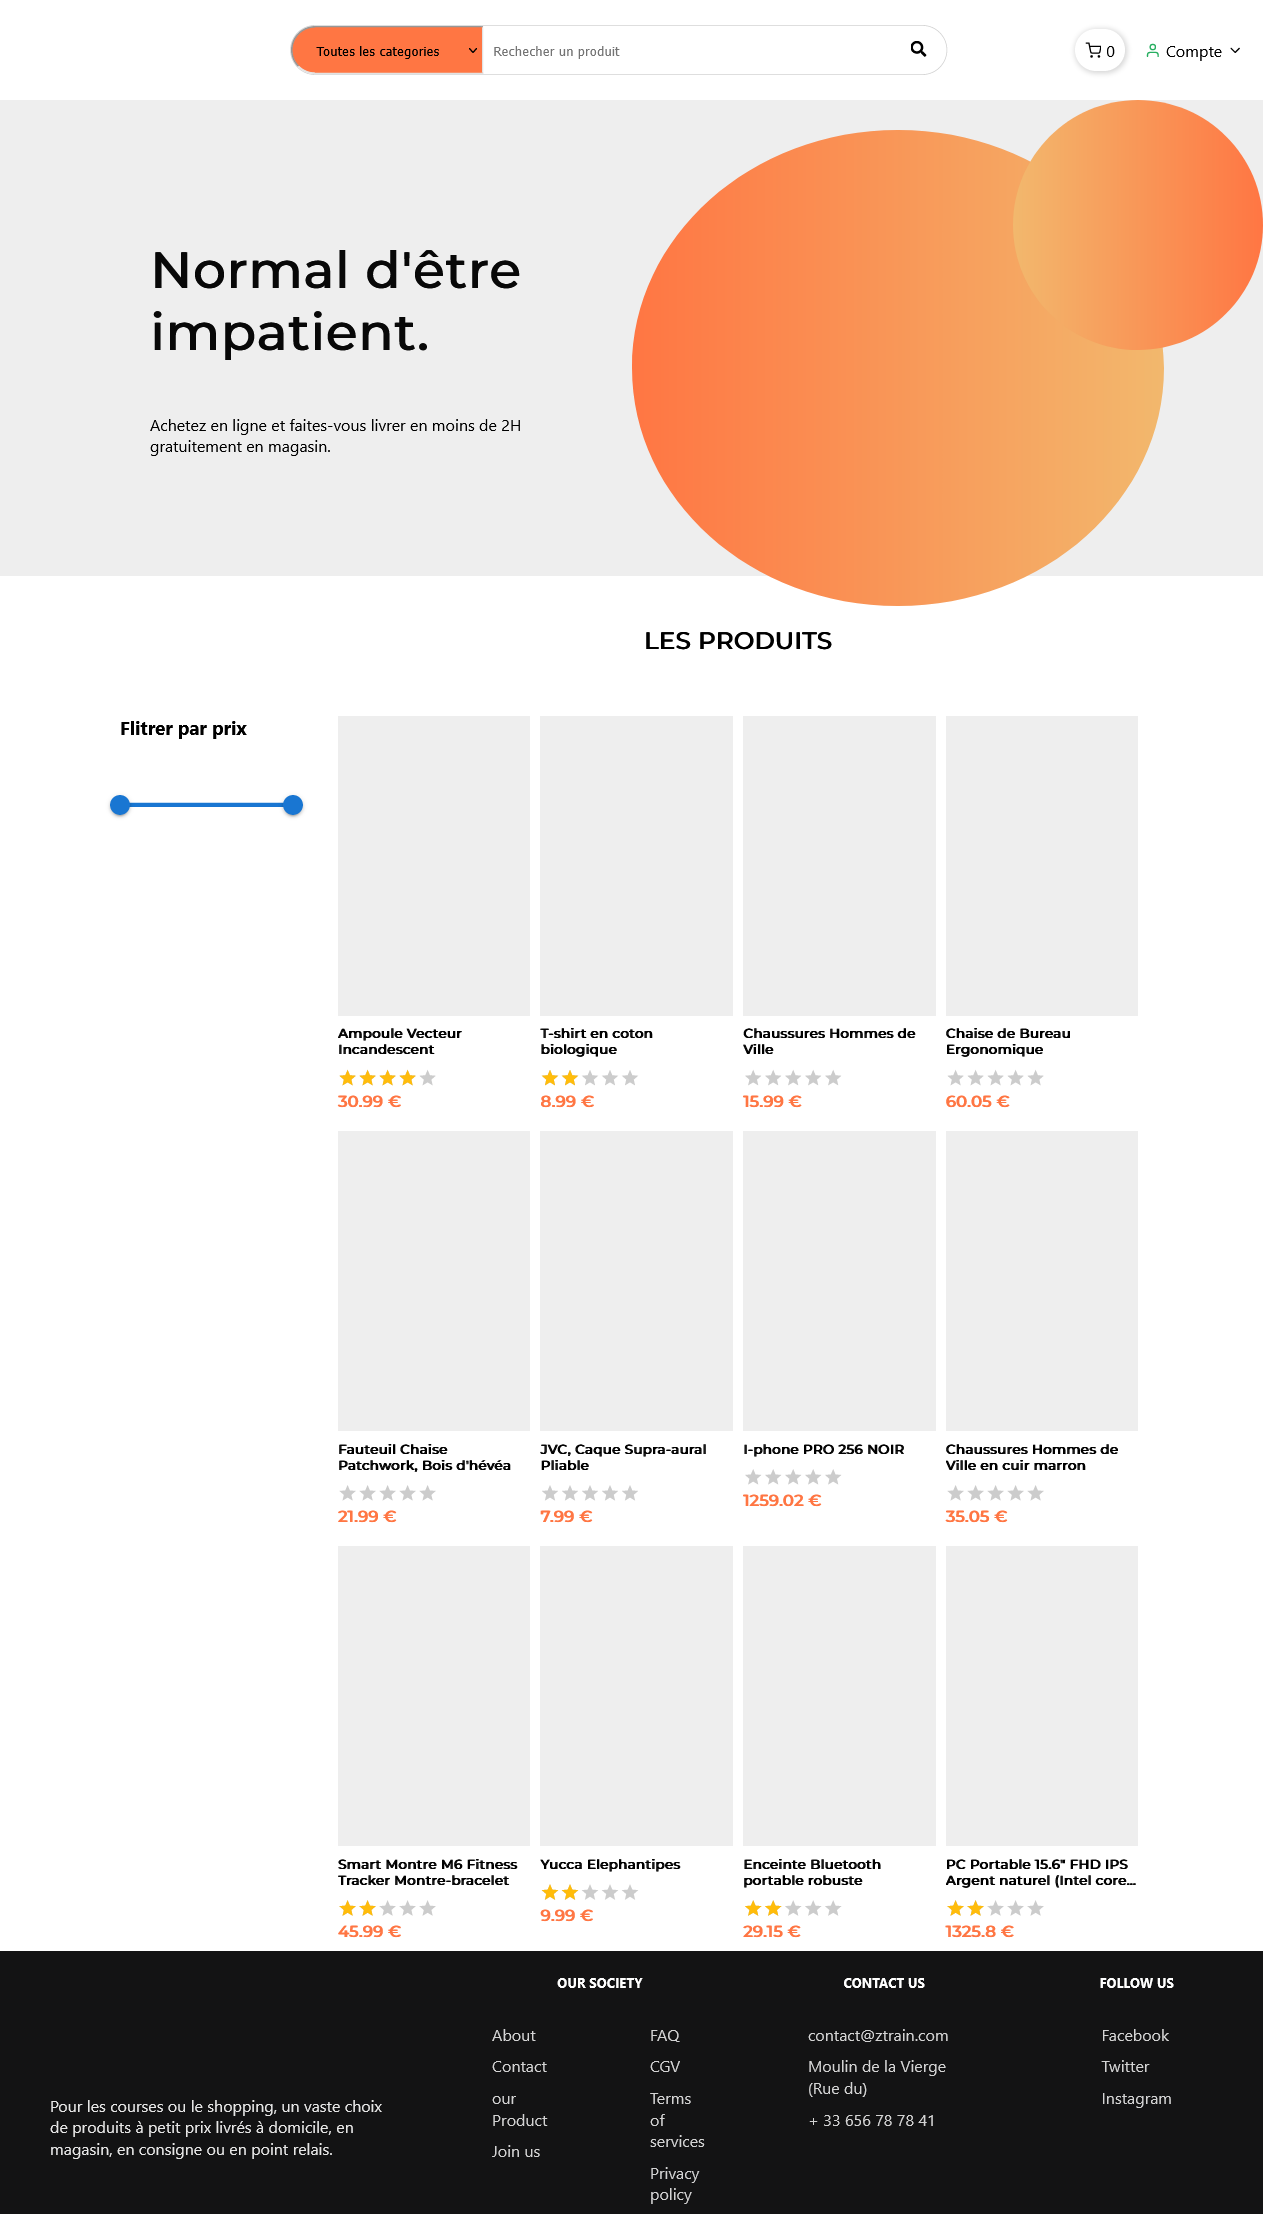 Toutes les categories
Rechecher un produit
0
Compte
Normal d'être
impatient.
Achetez en ligne et faites-vous livrer en moins de 2H
gratuitement en magasin.
LES PRODUITS
Flitrer par prix
Ampoule Vecteur
Incandescent
30.99 €
T-shirt en coton
biologique
8.99 €
Chaussures Hommes de
Ville
15.99 €
Chaise de Bureau
Ergonomique
60.05 €
Fauteuil Chaise
Patchwork, Bois d'hévéa
21.99 €
JVC, Caque Supra-aural
Pliable
7.99 €
I-phone PRO 256 NOIR
1259.02 €
Chaussures Hommes de
Ville en cuir marron
35.05 €
Smart Montre M6 Fitness
Tracker Montre-bracelet
45.99 €
Yucca Elephantipes
9.99 €
Enceinte Bluetooth
portable robuste
29.15 €
PC Portable 15.6" FHD IPS
Argent naturel (Intel core...
1325.8 €
Pour les courses ou le shopping, un vaste choix
de produits à petit prix livrés à domicile, en
magasin, en consigne ou en point relais.
OUR SOCIETY
About
Contact
our
Product
Join us
FAQ
CGV
Terms
of
services
Privacy
policy
CONTACT US
contact@ztrain.com
Moulin de la Vierge
(Rue du)
+ 33 656 78 78 41
FOLLOW US
Facebook
Twitter
Instagram